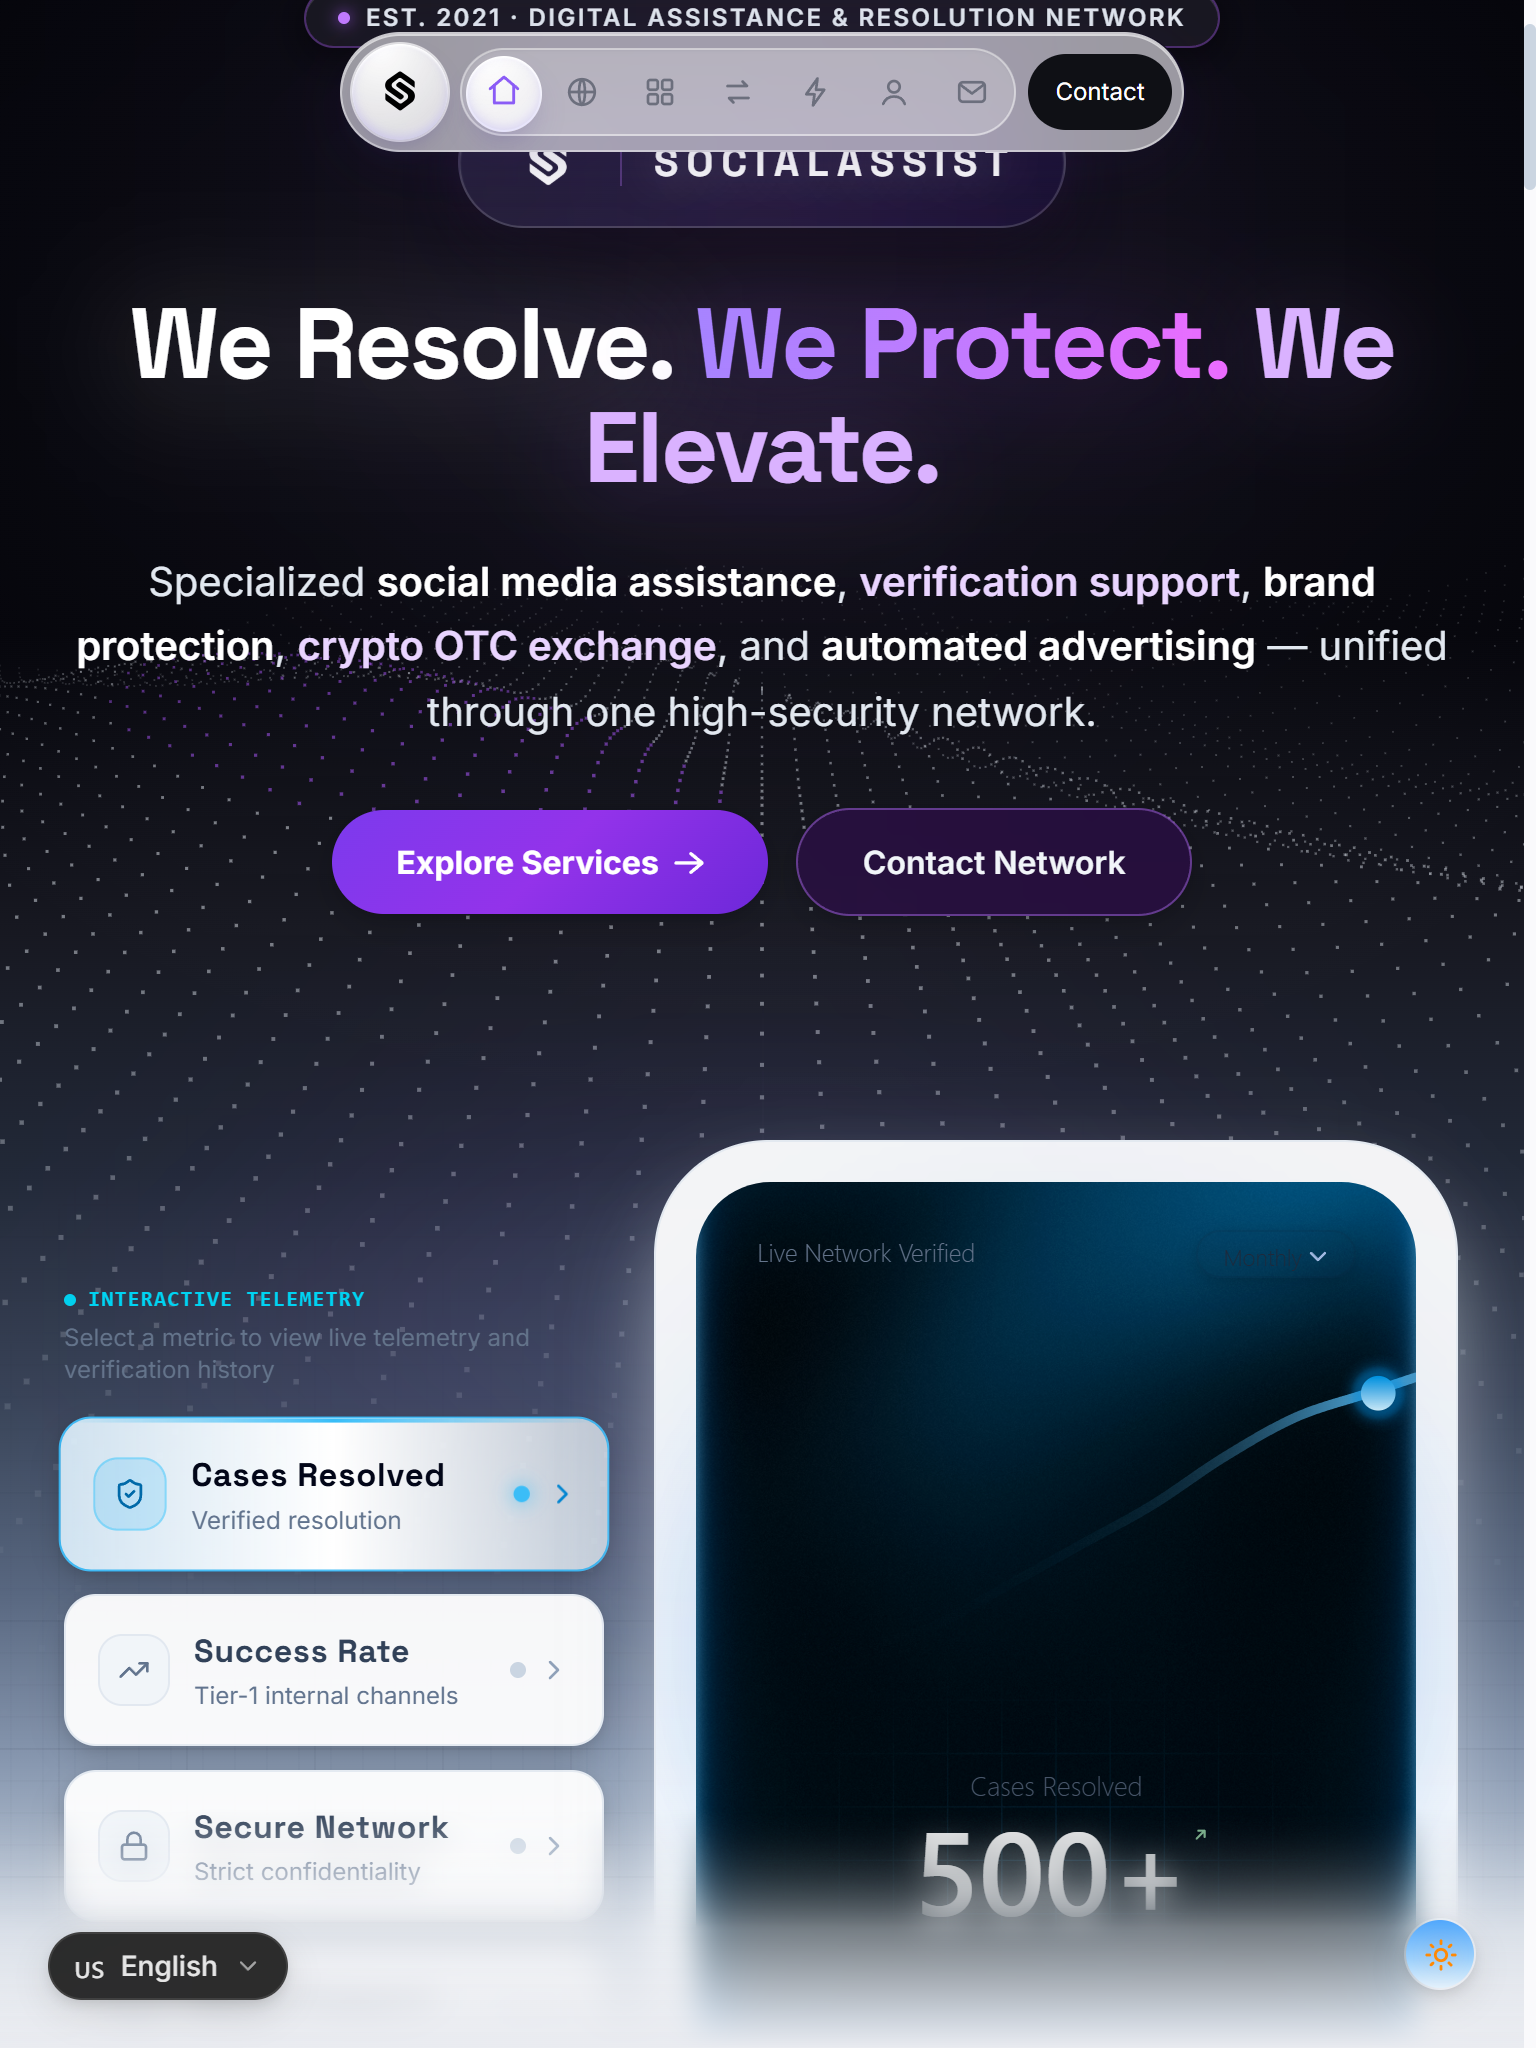 EST. 2021 · DIGITAL ASSISTANCE & RESOLUTION NETWORK
Contact
SOCIALASSIST
We Resolve. We Protect. We
Elevate.
Specialized social media assistance, verification support, brand
protection, crypto OTC exchange, and automated advertising — unified
through one high-security network.
Explore Services →
Contact Network
Live Network Verified
Monthly
INTERACTIVE TELEMETRY
Select a metric to view live telemetry and
verification history
Cases Resolved
Verified resolution
Success Rate
Tier-1 internal channels
Secure Network
Strict confidentiality
Cases Resolved
500+
US English